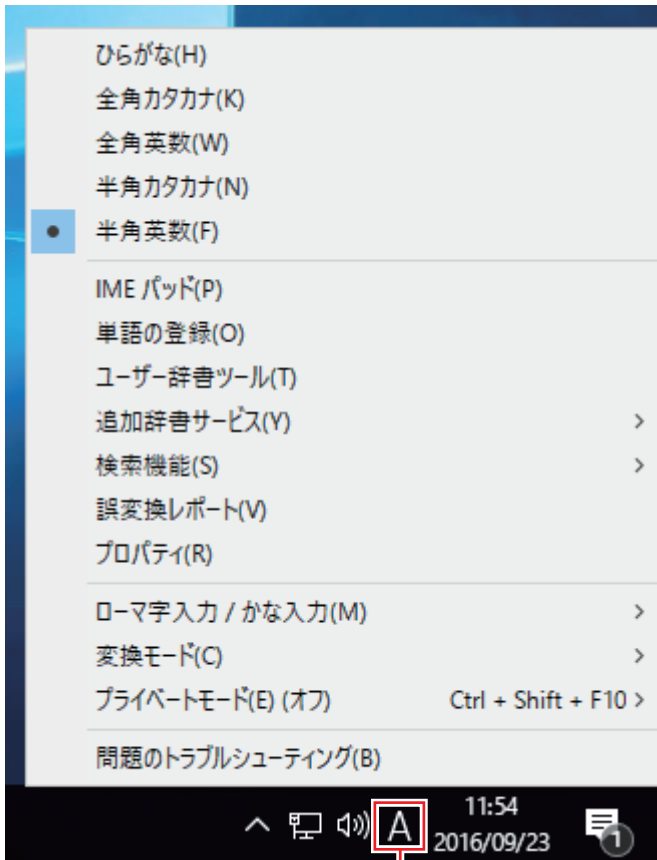 ひらがな(H)
全角カタカナ(K)
全角英数(W)
半角カタカナ(N)
半角英数(F)
IME パッド(P)
単語の登録(O)
ユーザー辞書ツール(T)
追加辞書サービス(Y)
検索機能(S)
誤変換レポート(V)
プロパティ(R)
ローマ字入力 / かな入力(M)
変換モード(C)
プライベートモード(E) (オフ) Ctrl + Shift + F10
問題のトラブルシューティング(B)
A
11:54
2016/09/23
1